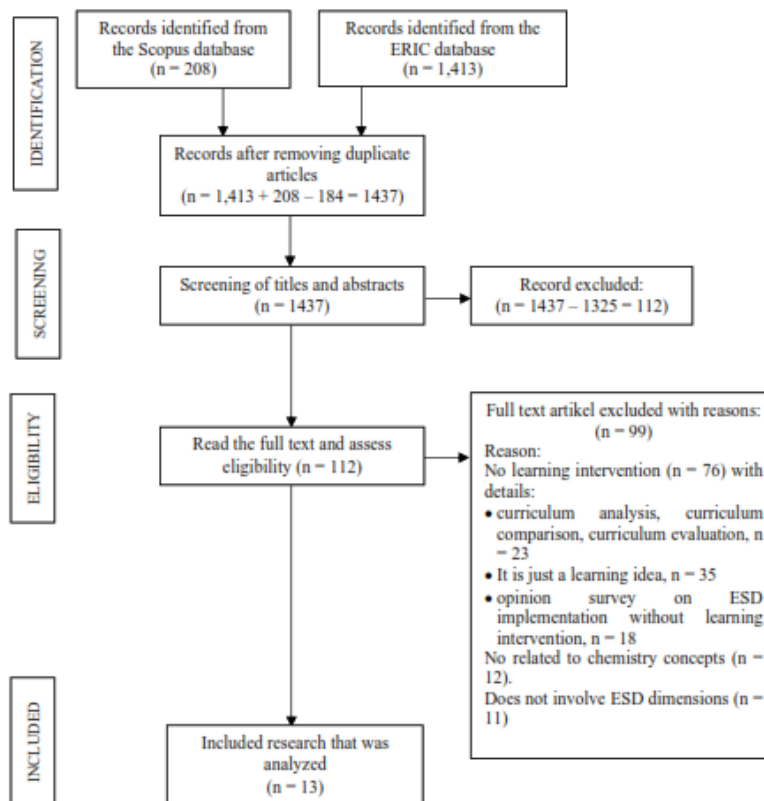 IDENTIFICATION
Records identified from
the Scopus database
(n = 208)
Records identified from the
ERIC database
(n = 1,413)
Records after removing duplicate
articles
(n = 1,413 + 208 – 184 = 1437)
SCREENING
Screening of titles and abstracts
(n = 1437)
Record excluded:
(n = 1437 – 1325 = 112)
ELIGIBILITY
Read the full text and assess
eligibility (n = 112)
Full text artikel excluded with reasons:
(n = 99)
Reason:
No learning intervention (n = 76) with
details:
• curriculum analysis, curriculum
comparison, curriculum evaluation, n
= 23
• It is just a learning idea, n = 35
• opinion survey on ESD
implementation without learning
intervention, n = 18
No related to chemistry concepts (n =
12).
Does not involve ESD dimensions (n =
11)
INCLUDED
Included research that was
analyzed
(n = 13)